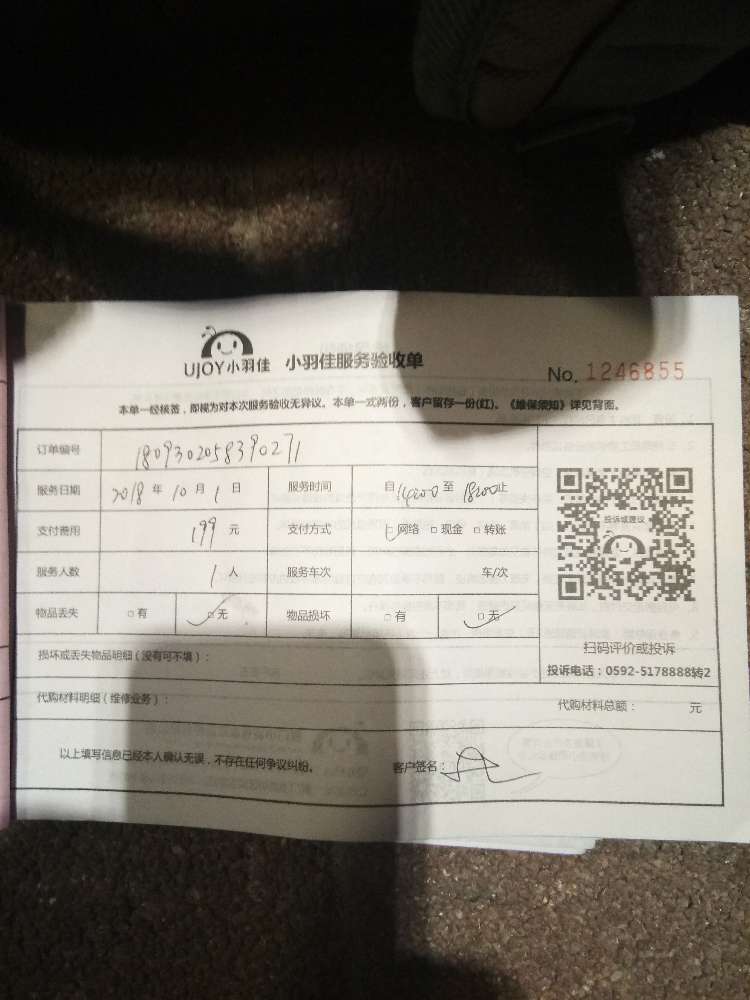 UJOY小羽佳 小羽佳服务验收单 No. 1246855
本单一经核签，即视为对本次服务验收无异议。本单一式两份，客户留存一份(红)。《维保须知》详见背面。
订单编号 1809302058390271
服务日期 2018 年 10 月 1 日 服务时间 自 14:00 至 18:00 止
支付费用 199 元 支付方式 □网络 □现金 □转账
服务人数 1 人 服务车次 车/次
物品丢失 □有 □无 物品损坏 □有 □无
投诉或建议
扫码评价或投诉
投诉电话：0592-5178888转2
损坏或丢失物品明细（没有可不填）：
代购材料明细（维修业务）： 代购材料总额： 元
以上填写信息已经本人确认无误，不存在任何争议纠纷。 客户签名：